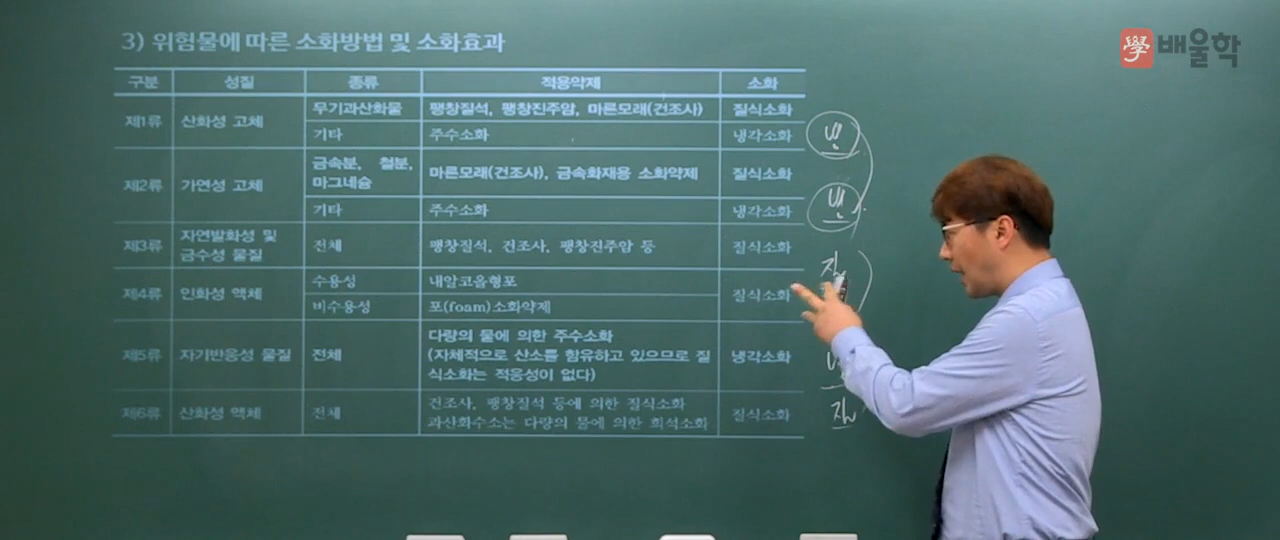 3) 위험물에 따른 소화방법 및 소화효과
學 배울학
구분 성질 종류 적용약제 소화
제1류 산화성 고체 무기과산화물 팽창질석, 팽창진주암, 마른모래(건조사) 질식소화
기타 주수소화 냉각소화
제2류 가연성 고체 금속분, 철분,
마그네슘 마른모래(건조사), 금속화재용 소화약제 질식소화
기타 주수소화 냉각소화
제3류 자연발화성 및
금수성 물질 전체 팽창질석, 건조사, 팽창진주암 등 질식소화
제4류 인화성 액체 수용성 내알코올형포 질식소화
비수용성 포(foam)소화약제
제5류 자기반응성 물질 전체 다량의 물에 의한 주수소화
(자체적으로 산소를 함유하고 있으므로 질
식소화는 적응성이 없다) 냉각소화
제6류 산화성 액체 전체 건조사, 팽창질석 등에 의한 질식소화
과산화수소는 다량의 물에 의한 희석소화 질식소화